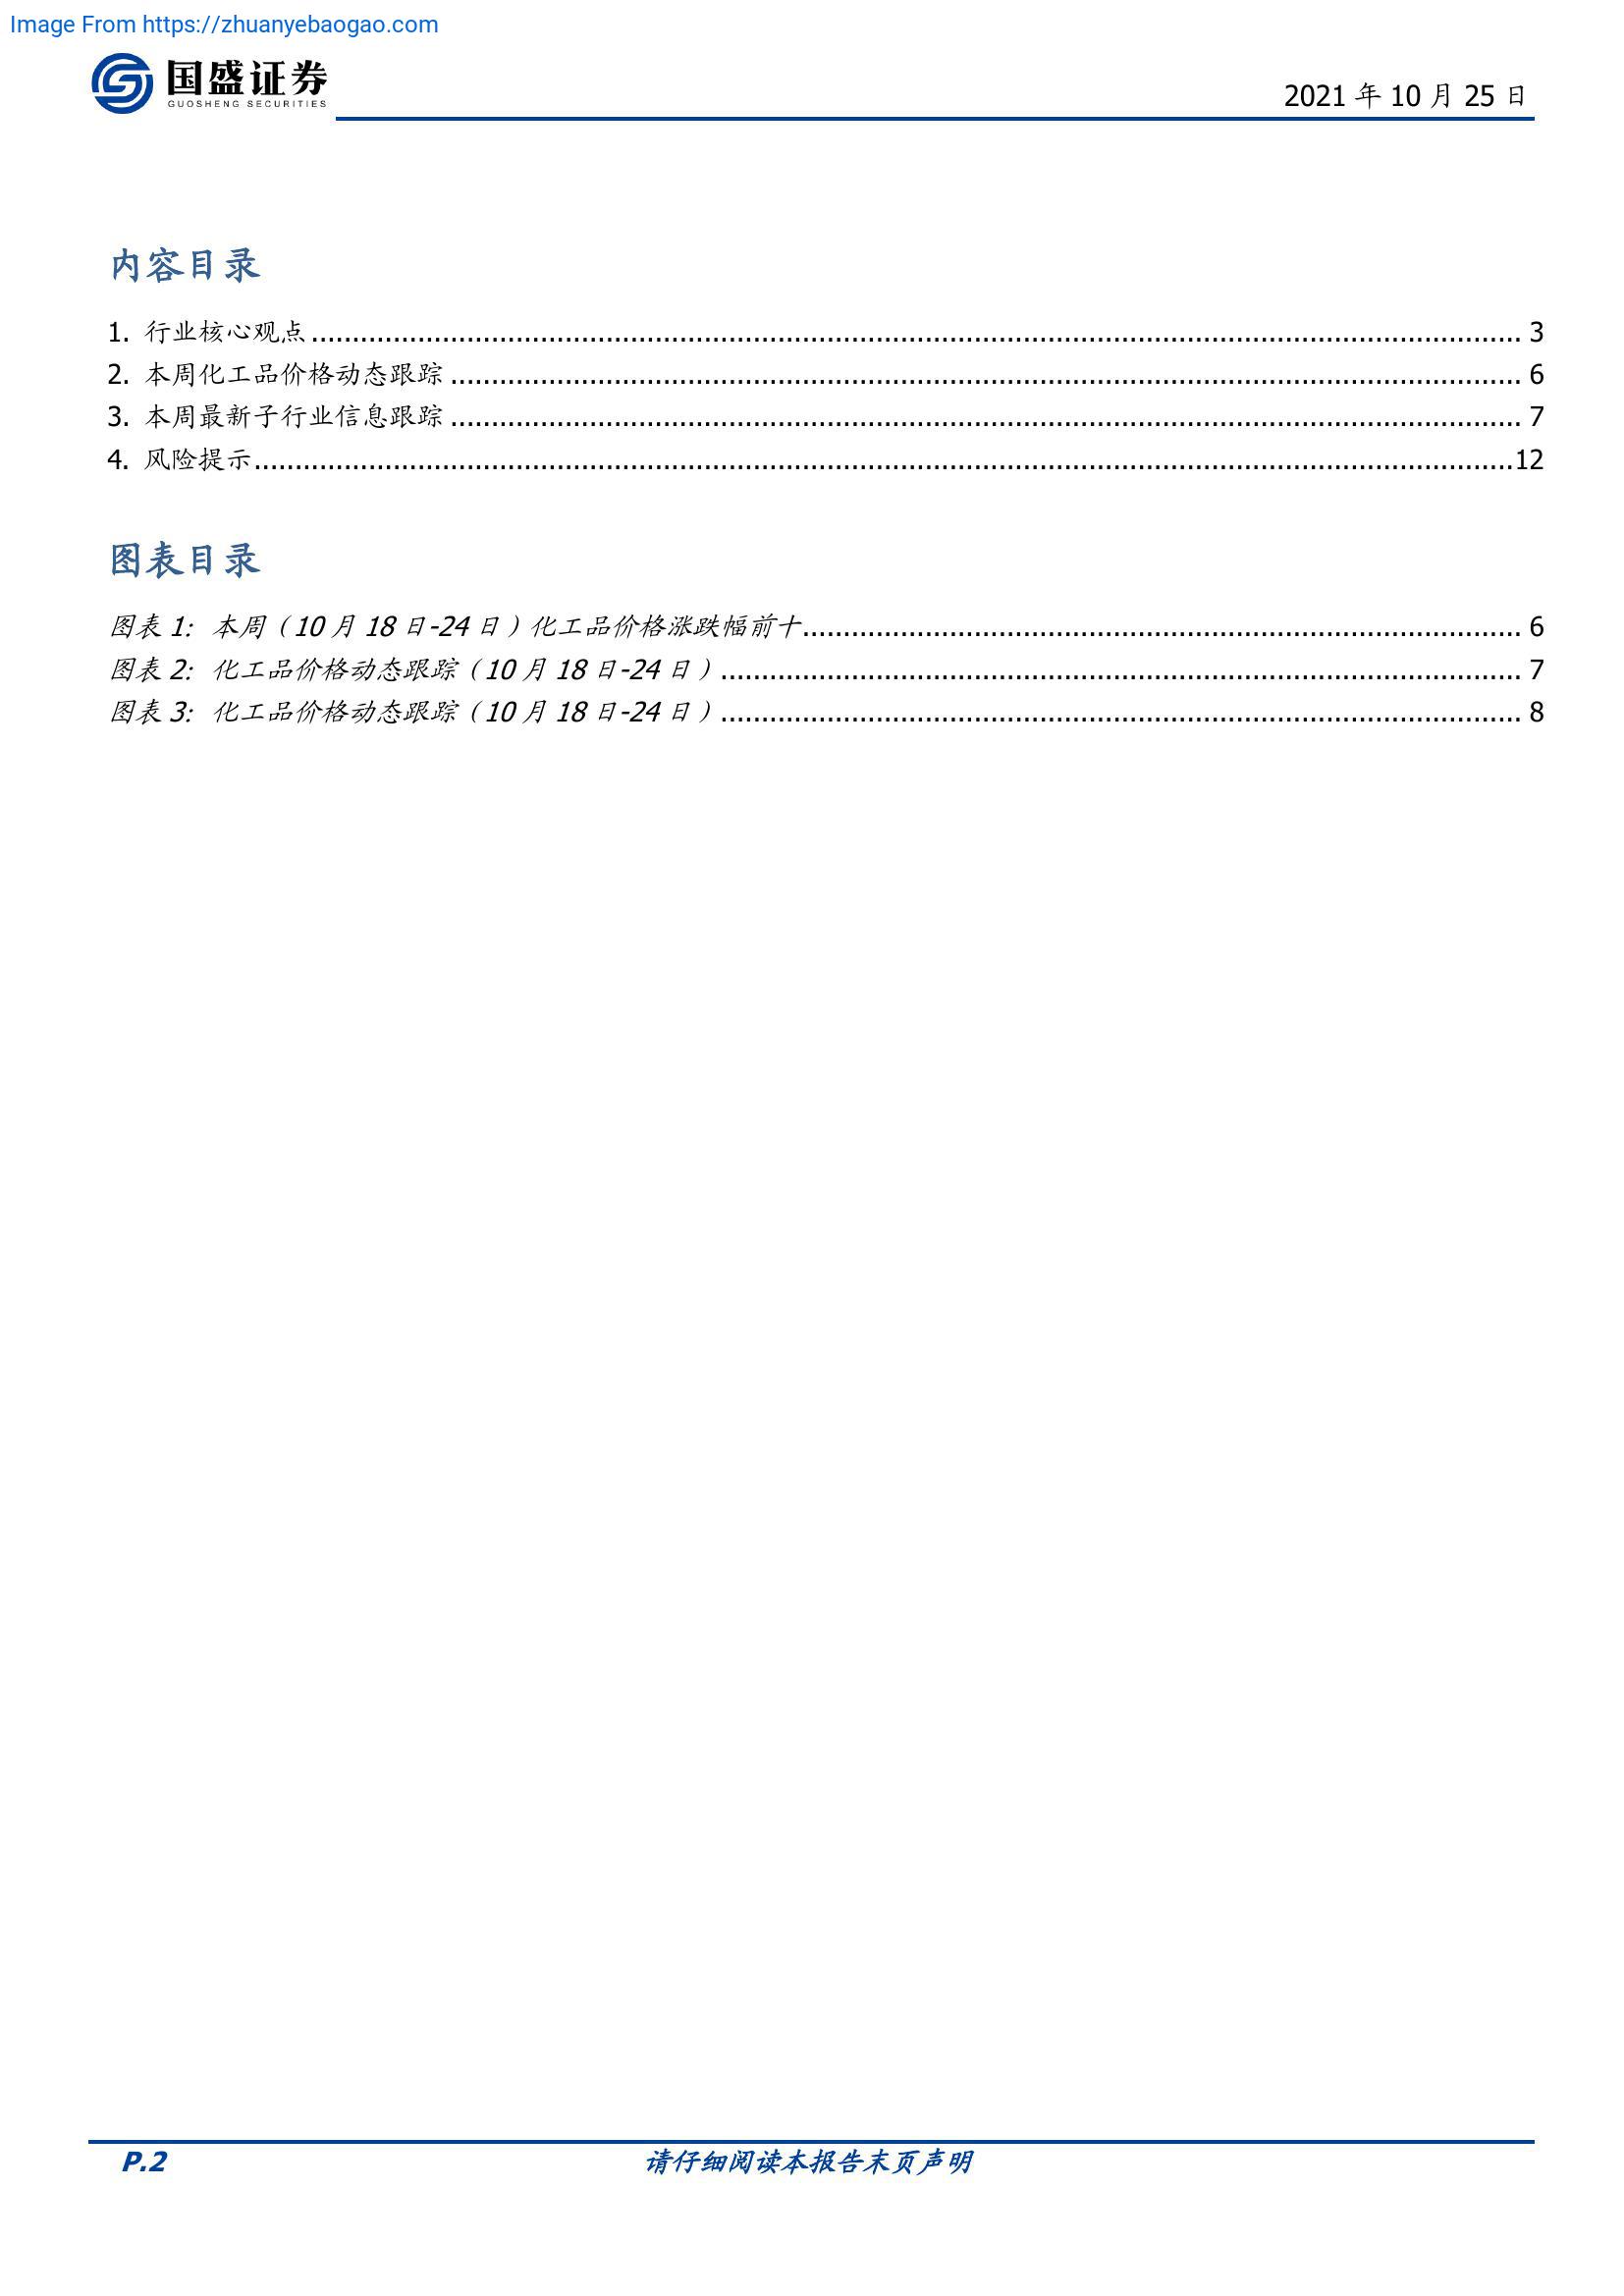 Image From https://zhuanyebaogao.com
国盛证券
GUOSHENG SECURITIES
2021 年 10 月 25 日
内容目录
1. 行业核心观点 3
2. 本周化工品价格动态跟踪 6
3. 本周最新子行业信息跟踪 7
4. 风险提示 12
图表目录
图表 1: 本周（10 月 18 日-24 日）化工品价格涨跌幅前十 6
图表 2: 化工品价格动态跟踪（10 月 18 日-24 日） 7
图表 3: 化工品价格动态跟踪（10 月 18 日-24 日） 8
P.2 请仔细阅读本报告末页声明